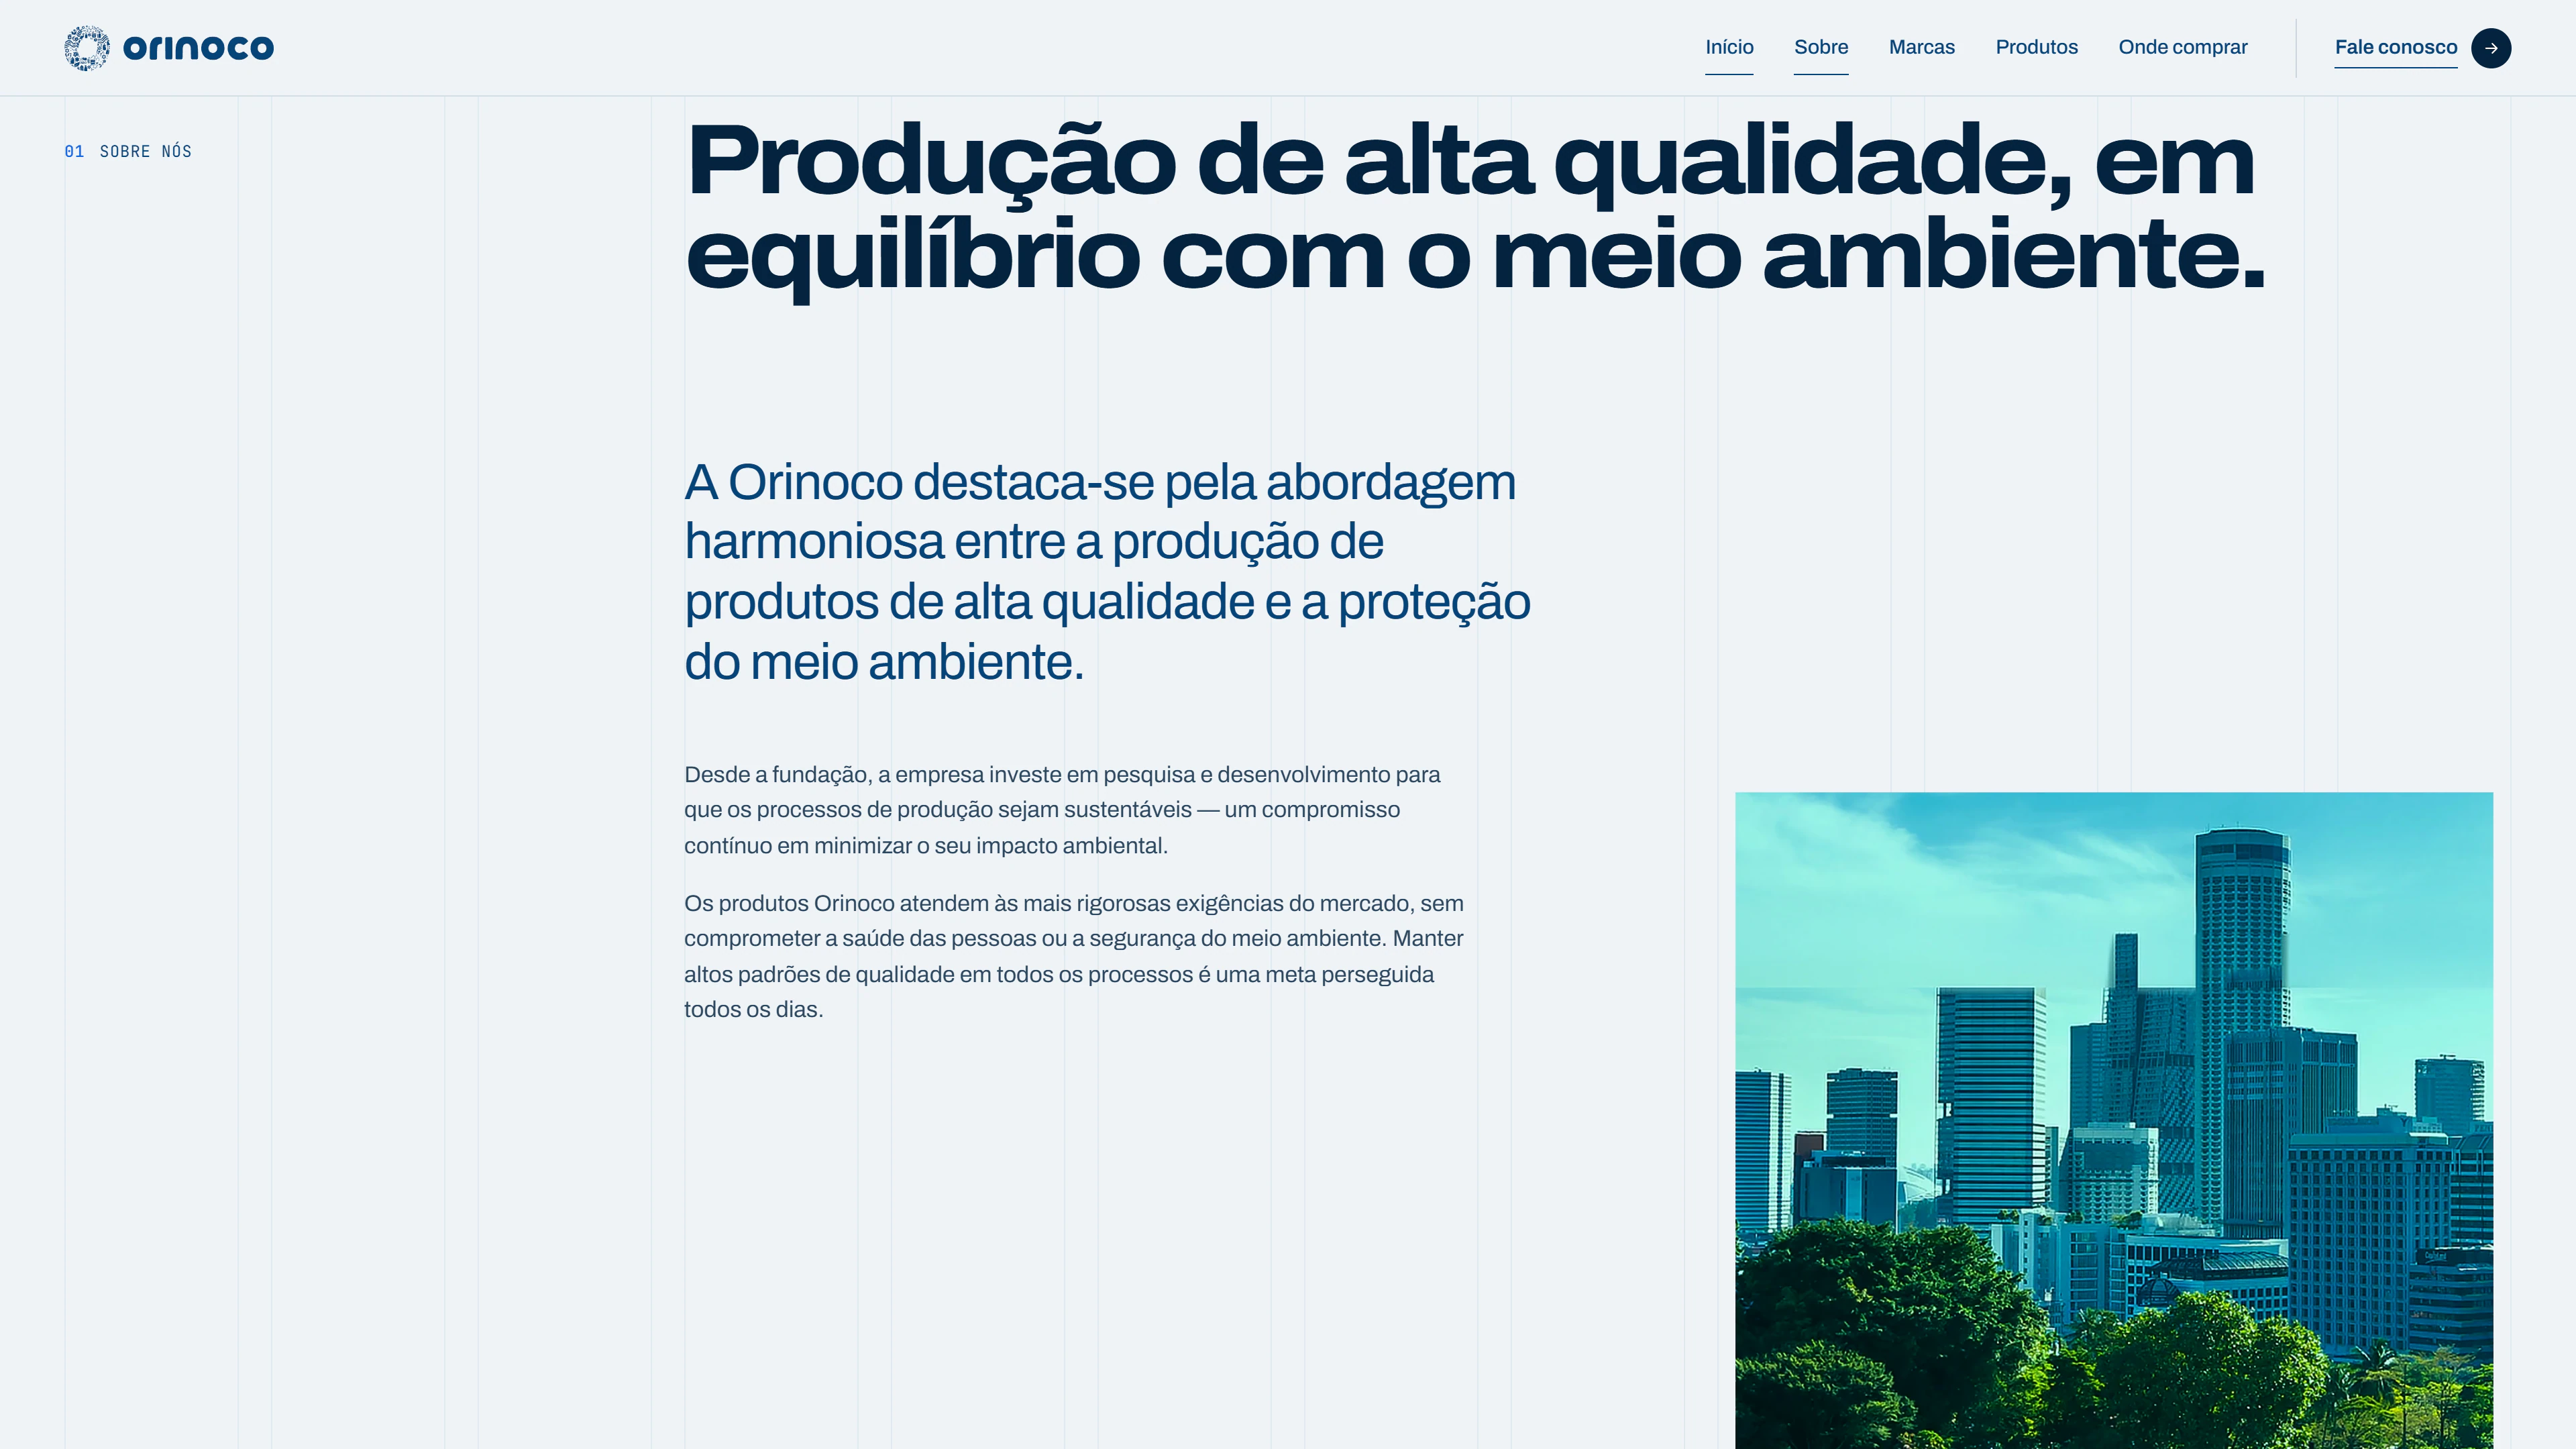 orinoco
Início
Sobre
Marcas
Produtos
Onde comprar
Fale conosco
01 SOBRE NÓS
Produção de alta qualidade, em
equilíbrio com o meio ambiente.
A Orinoco destaca-se pela abordagem
harmoniosa entre a produção de
produtos de alta qualidade e a proteção
do meio ambiente.
Desde a fundação, a empresa investe em pesquisa e desenvolvimento para
que os processos de produção sejam sustentáveis — um compromisso
contínuo em minimizar o seu impacto ambiental.
Os produtos Orinoco atendem às mais rigorosas exigências do mercado, sem
comprometer a saúde das pessoas ou a segurança do meio ambiente. Manter
altos padrões de qualidade em todos os processos é uma meta perseguida
todos os dias.